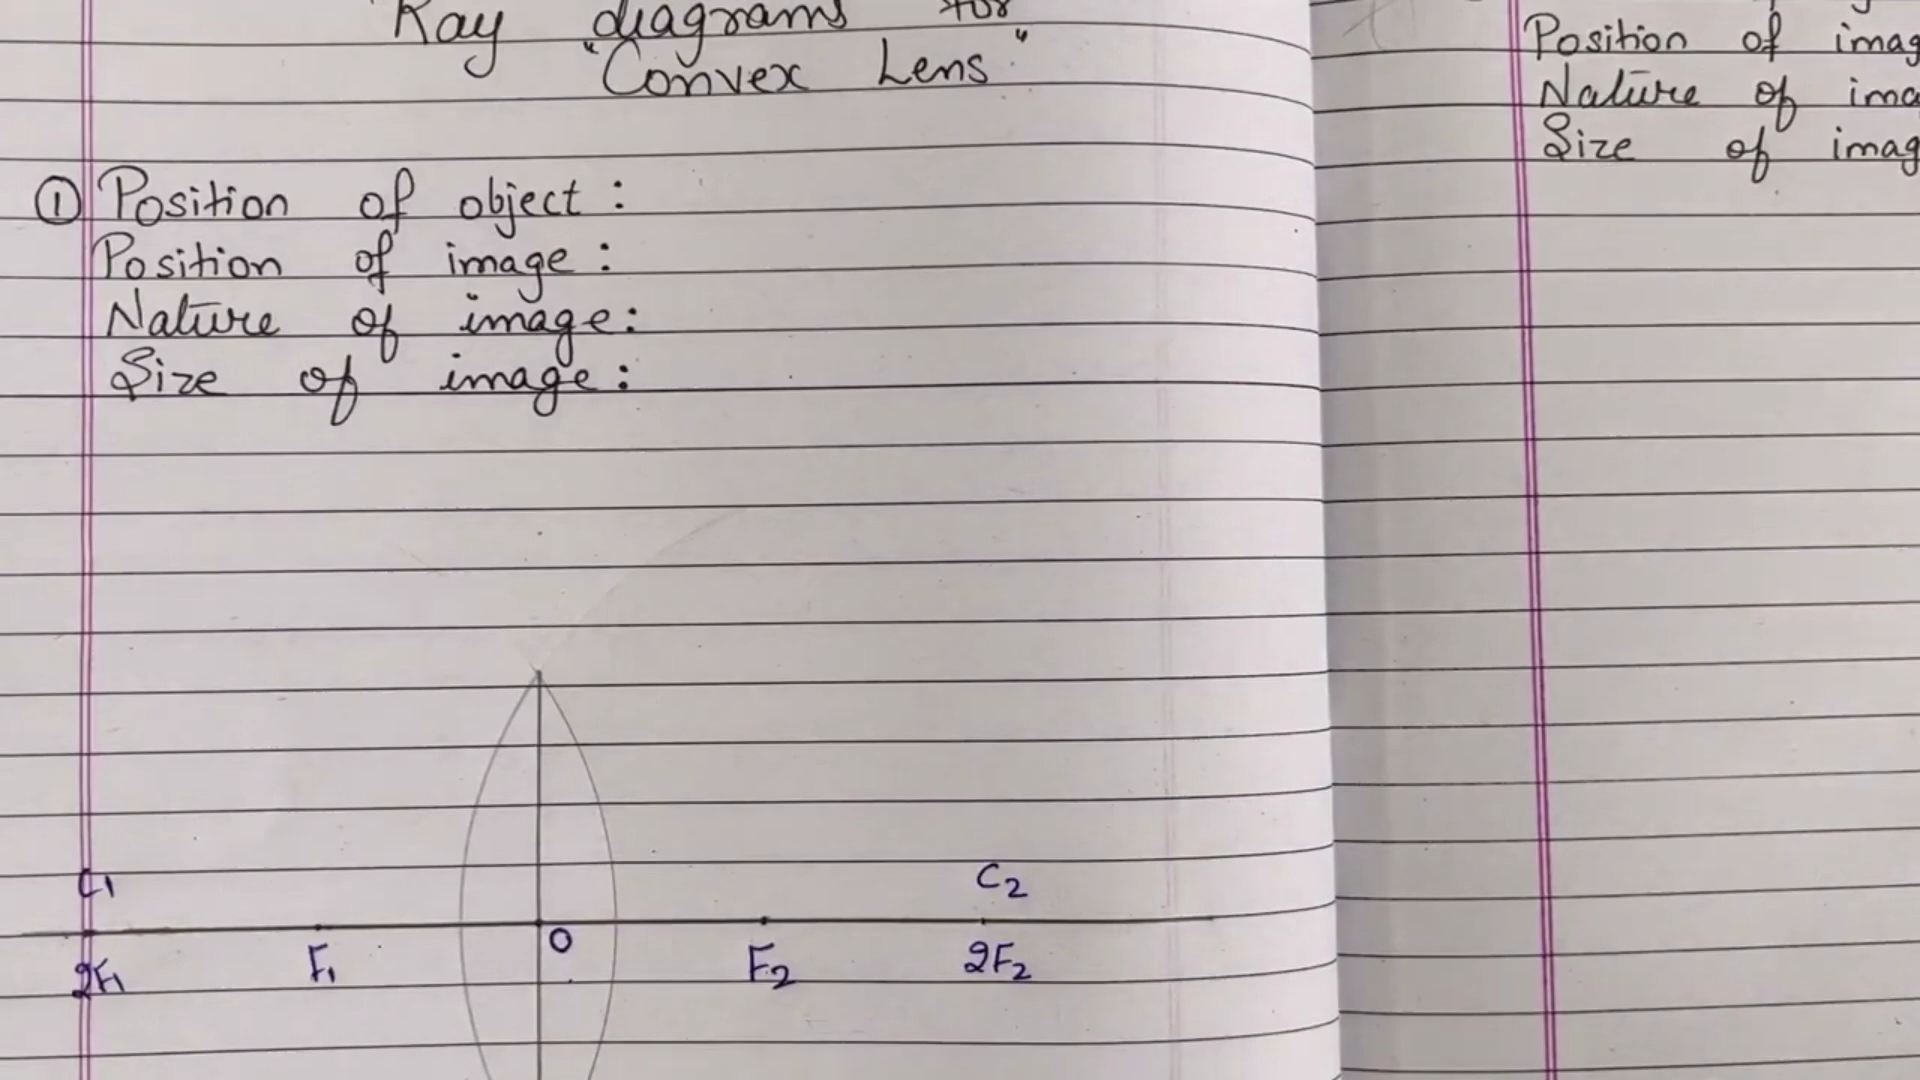 Ray diagrams for
"Convex Lens"
① Position of object :
Position of image :
Nature of image:
Size of image:
C1
C2
O
2F1
F1
F2
2F2
Position of
Nature of
Size of